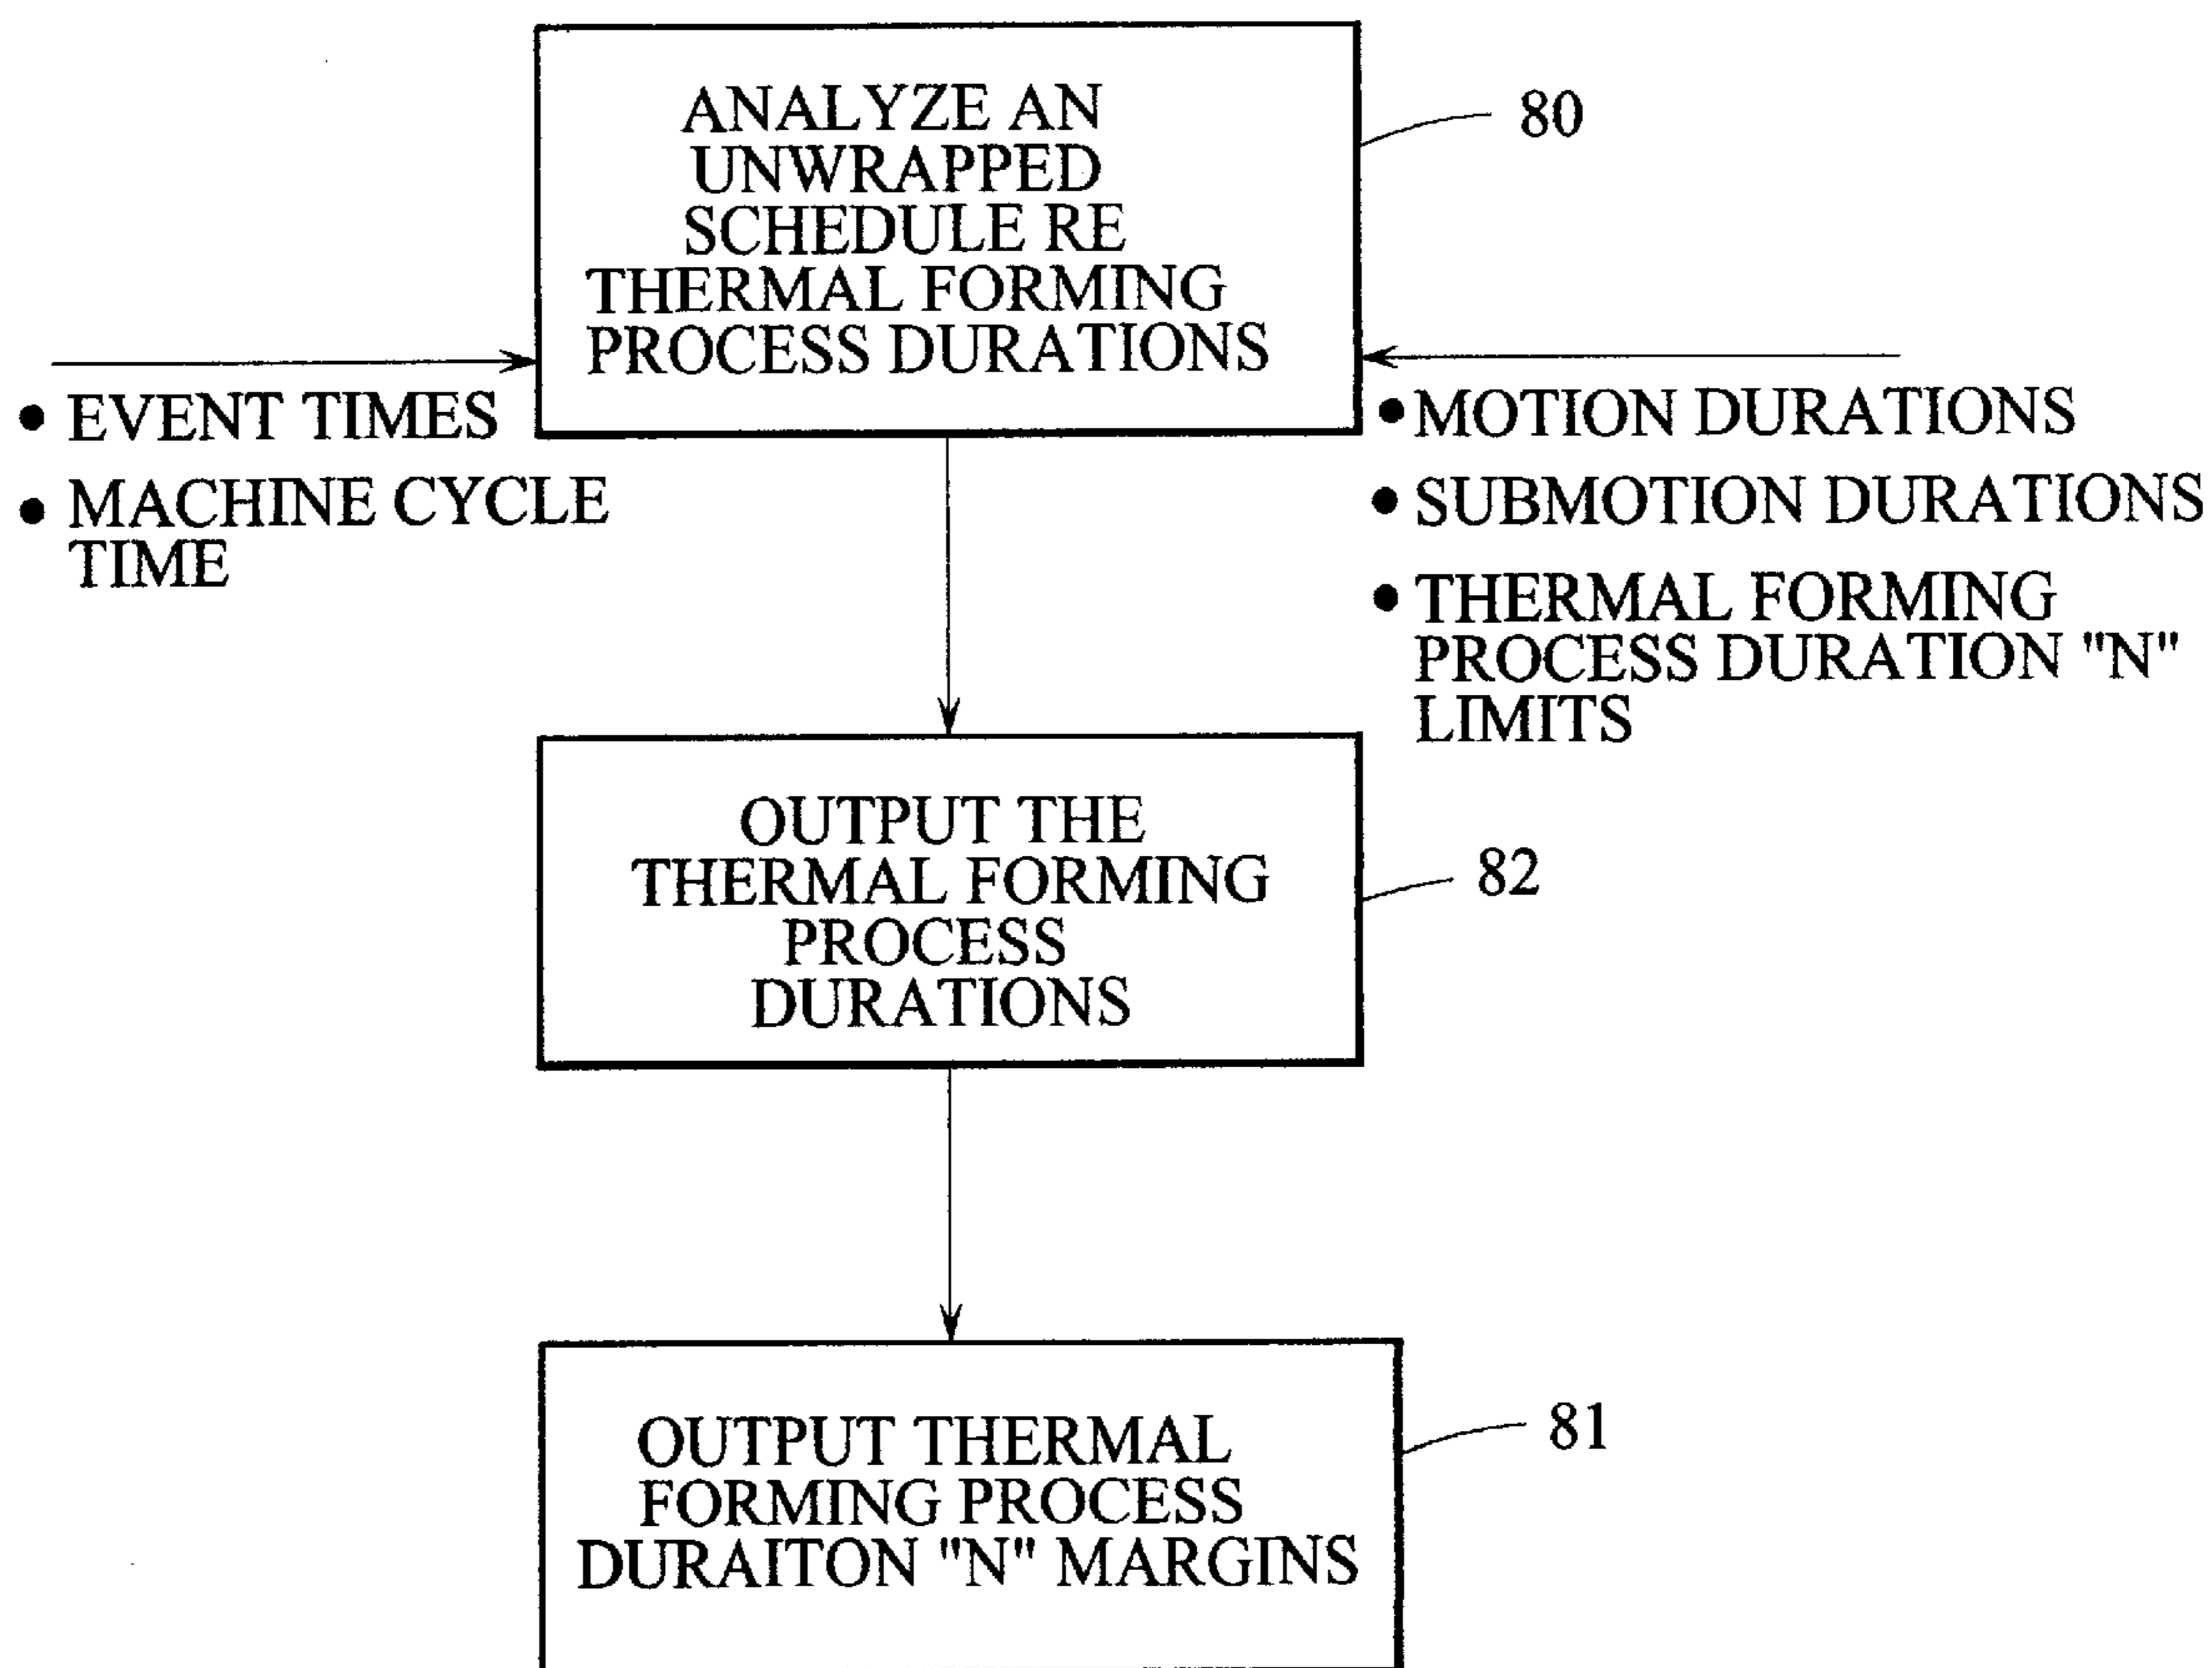 ANALYZE AN
UNWRAPPED
SCHEDULE RE
THERMAL FORMING
PROCESS DURATIONS
80
• EVENT TIMES
• MACHINE CYCLE
TIME
• MOTION DURATIONS
• SUBMOTION DURATIONS
• THERMAL FORMING
PROCESS DURATION "N"
LIMITS
OUTPUT THE
THERMAL FORMING
PROCESS
DURATIONS
82
OUTPUT THERMAL
FORMING PROCESS
DURAITON "N" MARGINS
81